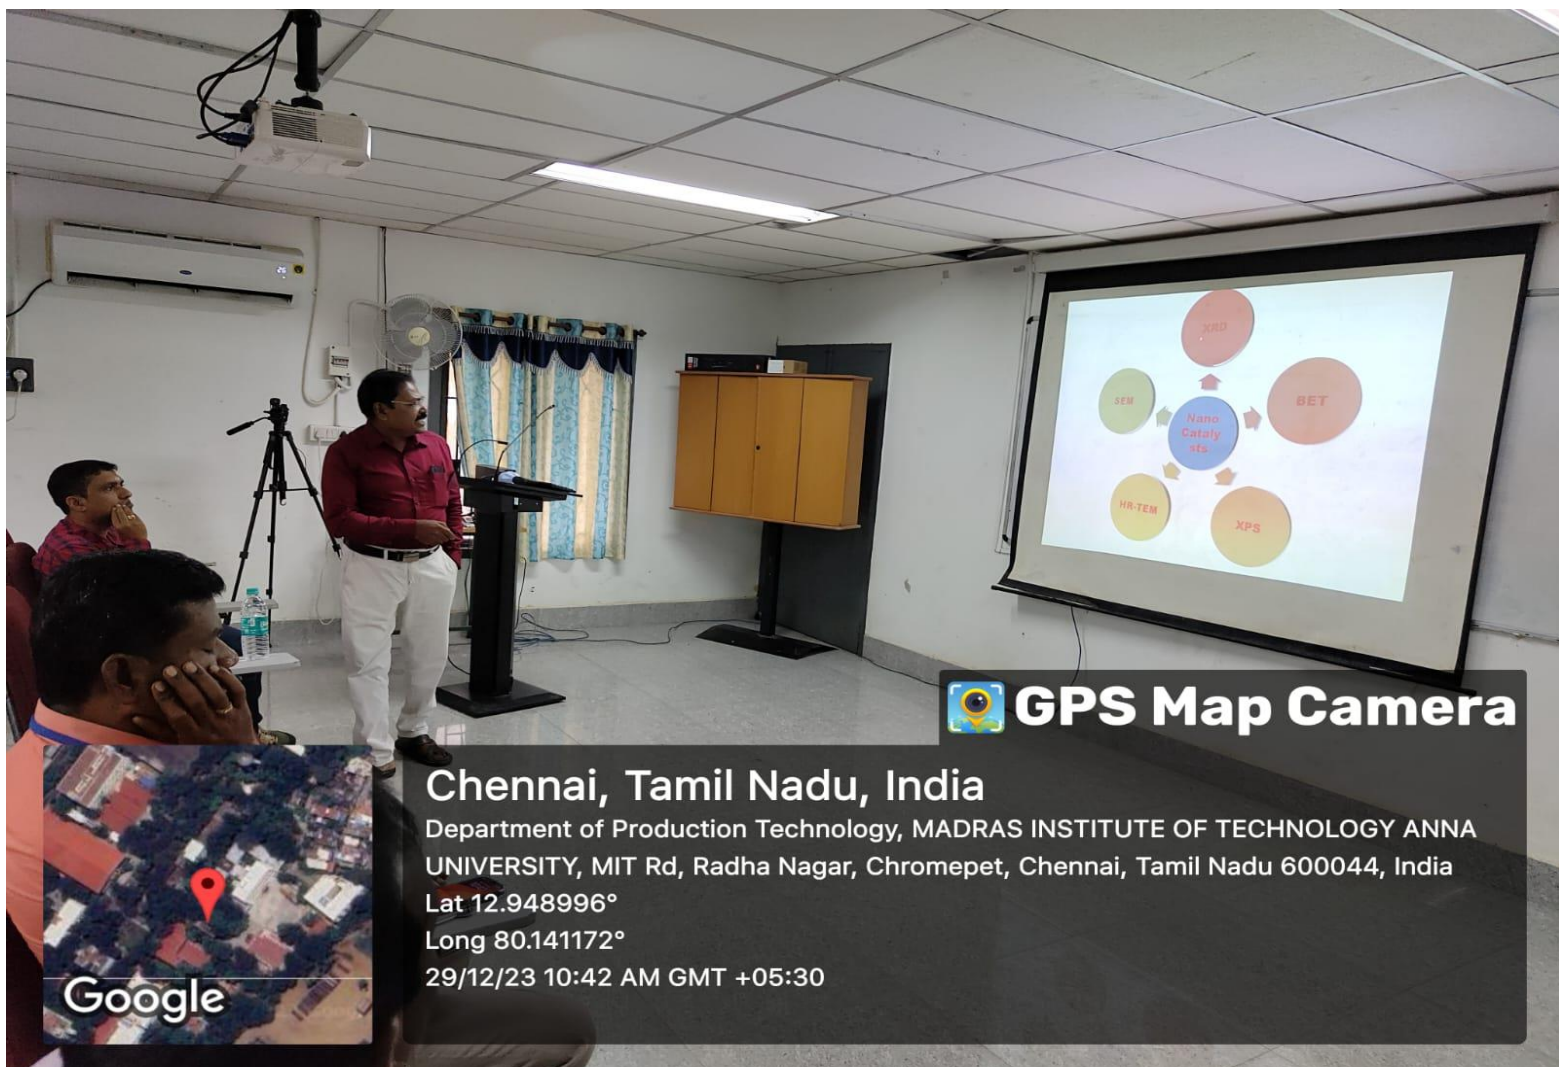 XRD
BET
SEM
Nano
Cataly
sts
HR-TEM
XPS
GPS Map Camera
Chennai, Tamil Nadu, India
Department of Production Technology, MADRAS INSTITUTE OF TECHNOLOGY ANNA
UNIVERSITY, MIT Rd, Radha Nagar, Chromepet, Chennai, Tamil Nadu 600044, India
Lat 12.948996°
Long 80.141172°
29/12/23 10:42 AM GMT +05:30
Google